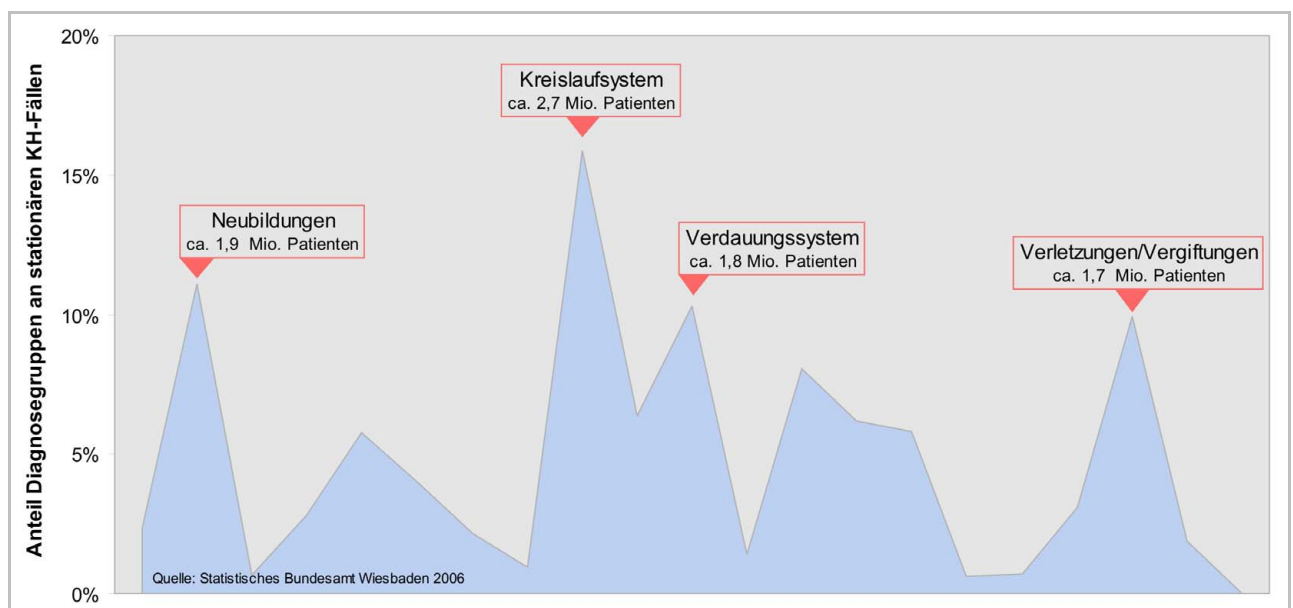 Anteil Diagnosegruppen an stationären KH-Fällen
20%
15%
10%
5%
0%
Neubildungen
ca. 1,9 Mio. Patienten
Kreislaufsystem
ca. 2,7 Mio. Patienten
Verdauungssystem
ca. 1,8 Mio. Patienten
Verletzungen/Vergiftungen
ca. 1,7 Mio. Patienten
Quelle: Statistisches Bundesamt Wiesbaden 2006